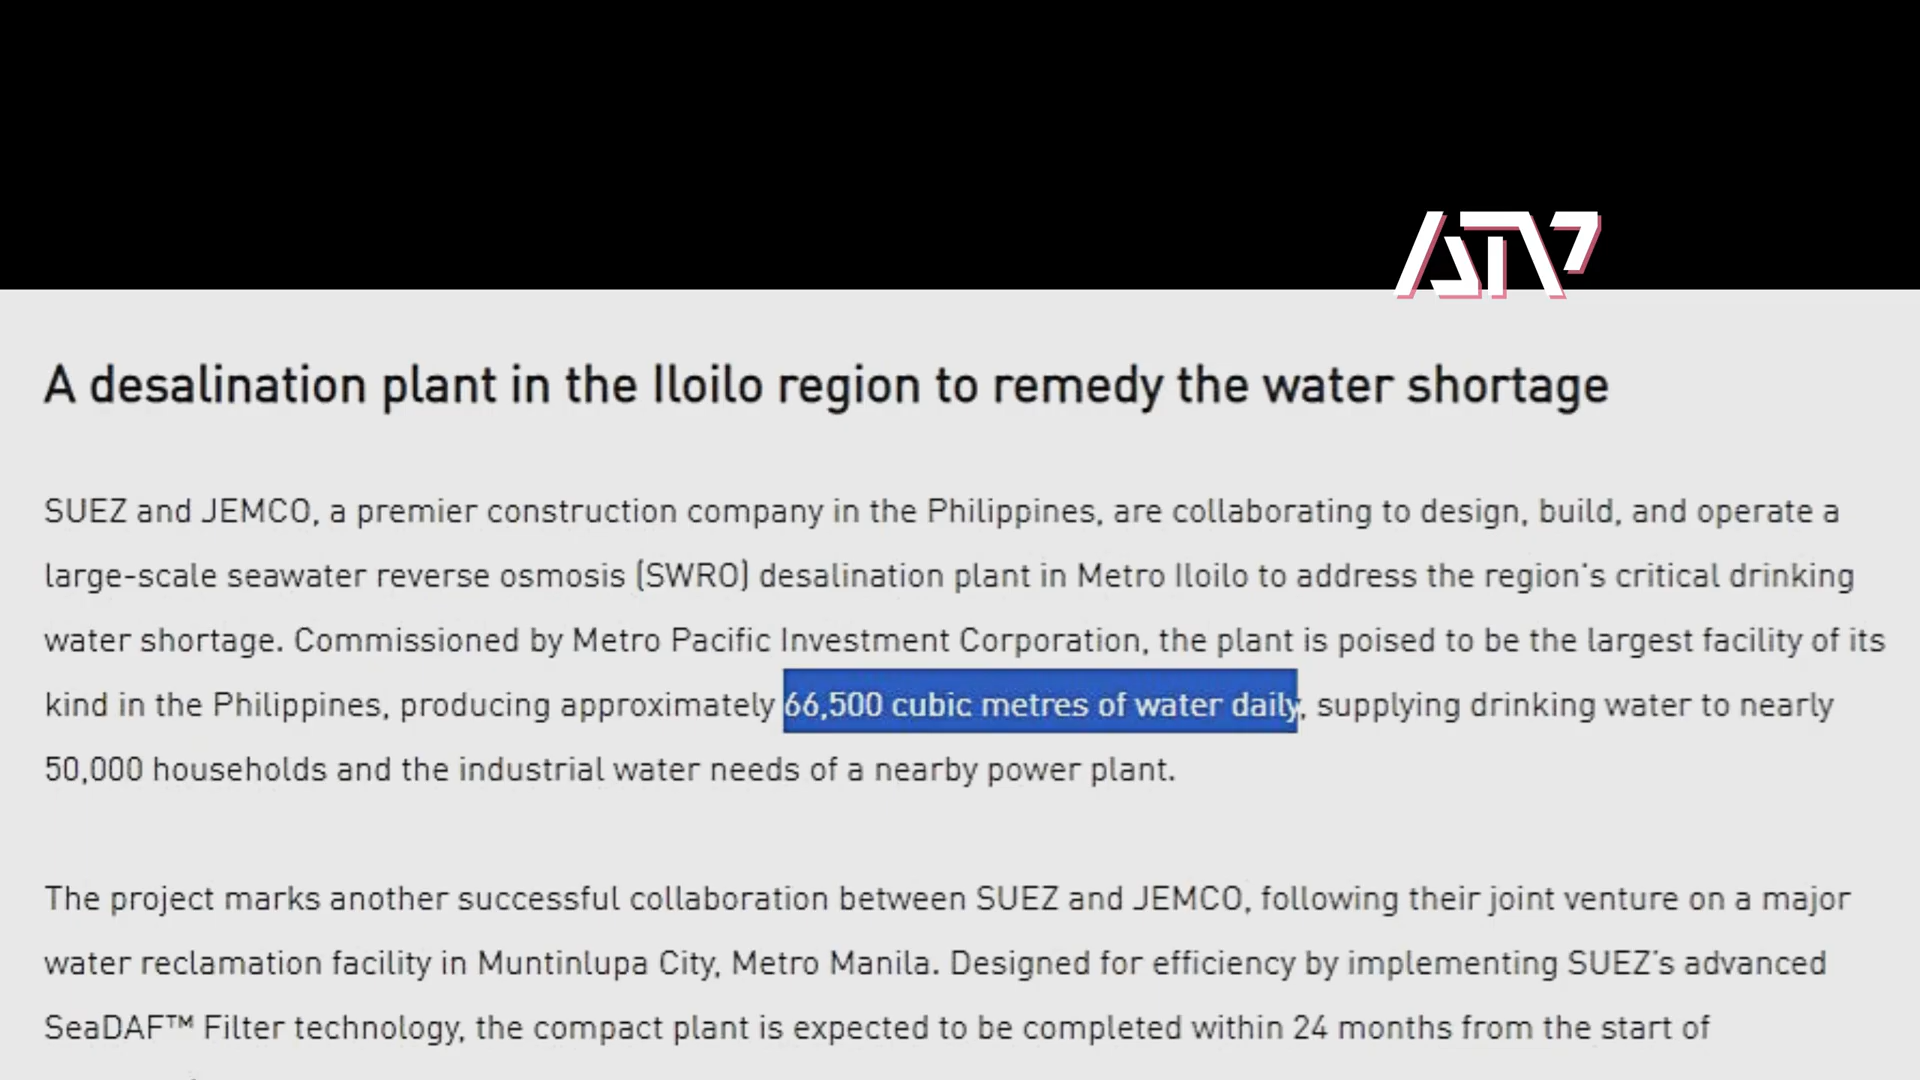 ATN7
A desalination plant in the Iloilo region to remedy the water shortage
SUEZ and JEMCO, a premier construction company in the Philippines, are collaborating to design, build, and operate a
large-scale seawater reverse osmosis (SWRO) desalination plant in Metro Iloilo to address the region's critical drinking
water shortage. Commissioned by Metro Pacific Investment Corporation, the plant is poised to be the largest facility of its
kind in the Philippines, producing approximately 66,500 cubic metres of water daily, supplying drinking water to nearly
50,000 households and the industrial water needs of a nearby power plant.
The project marks another successful collaboration between SUEZ and JEMCO, following their joint venture on a major
water reclamation facility in Muntinlupa City, Metro Manila. Designed for efficiency by implementing SUEZ's advanced
SeaDAF™ Filter technology, the compact plant is expected to be completed within 24 months from the start of